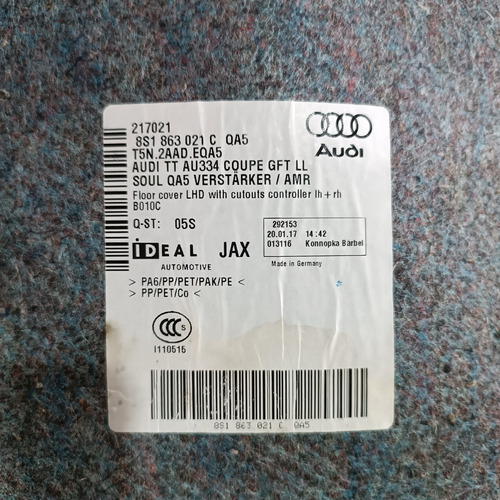 217021
8S1 863 021 C QA5
T5N.2AAD.EQA5
AUDI TT AU334 COUPE GFT LL
SOUL QA5 VERSTÄRKER / AMR
Floor cover LHD with cutouts controller lh+rh
B010C
Audi
Q-ST: 05S
292153
20.01.17 14:42
013116 Konnopka Bärbel
iDEAL JAX
AUTOMOTIVE
Made in Germany
> PA6/PP/PET/PAK/PE <
> PP/PET/Co <
CCC S
I110515
8S1 863 021 C QA5